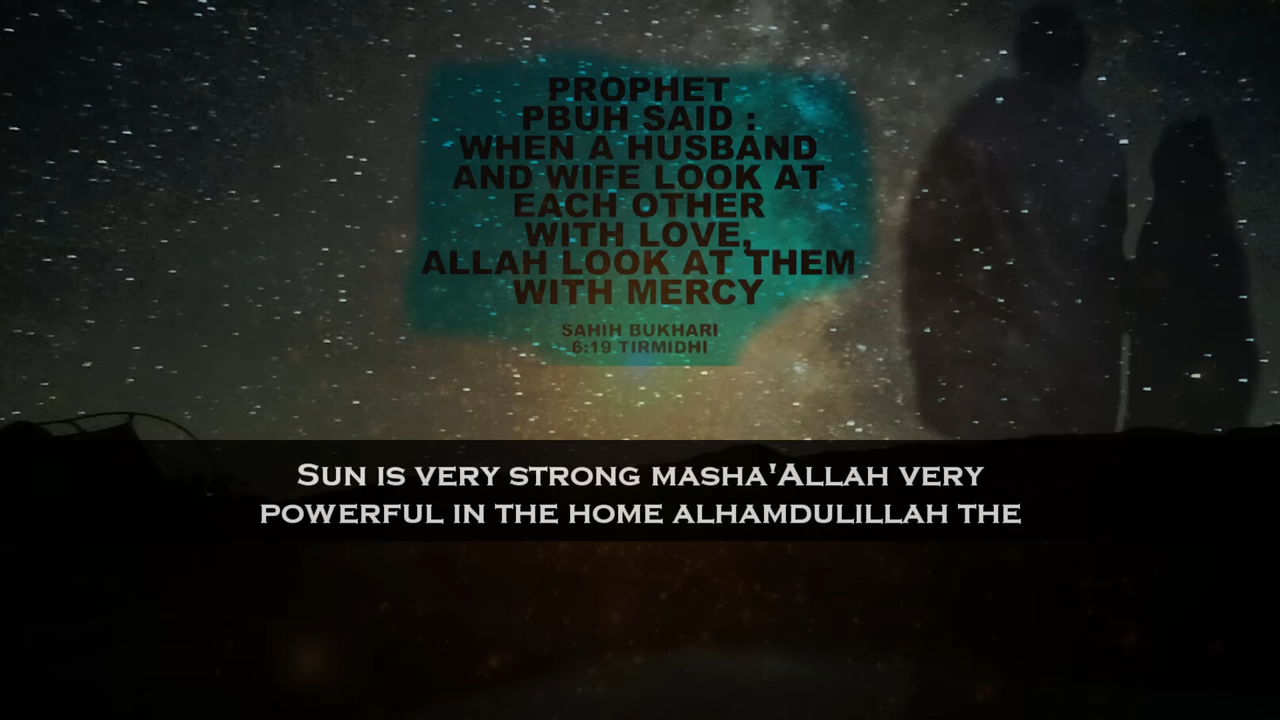 PROPHET
PBUH SAID :
WHEN A HUSBAND
AND WIFE LOOK AT
EACH OTHER
WITH LOVE,
ALLAH LOOK AT THEM
WITH MERCY
SAHIH BUKHARI
6:19 TIRMIDHI
SUN IS VERY STRONG MASHA'ALLAH VERY
POWERFUL IN THE HOME ALHAMDULILLAH THE